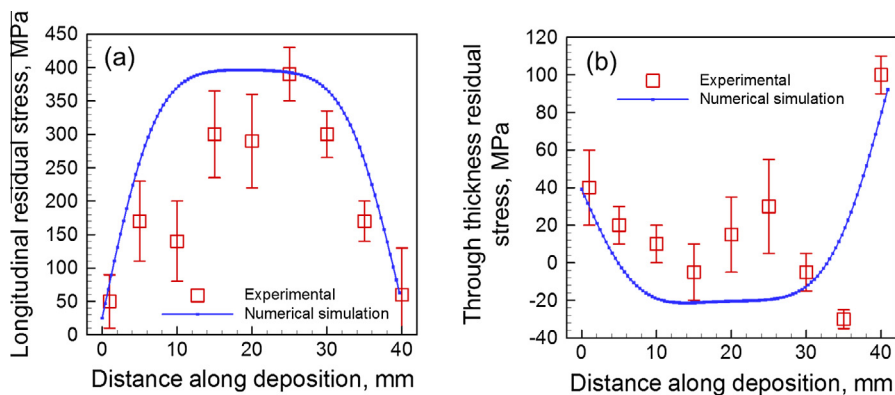 (a)
Longitudinal residual stress, MPa
450
400
350
300
250
200
150
100
50
0
Experimental
Numerical simulation
0 10 20 30 40
Distance along deposition, mm
(b)
Through thickness residual
stress, MPa
120
100
80
60
40
20
0
-20
-40
Experimental
Numerical simulation
0 10 20 30 40
Distance along deposition, mm